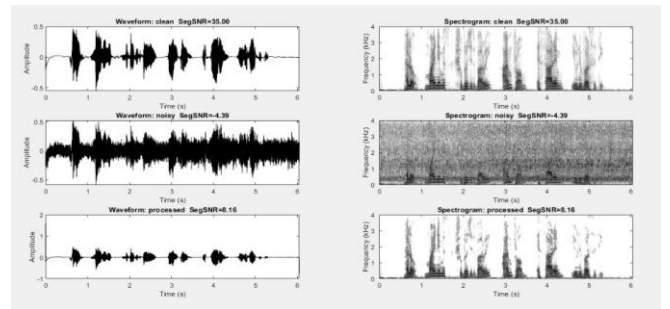 Waveform: clean SegSNR=35.00
0.5
0
-0.5
Amplitude
0 1 2 3 4 5 6
Time (s)
Spectrogram: clean SegSNR=35.00
4
3
2
1
0
Frequency (kHz)
0 1 2 3 4 5 6
Time (s)
Waveform: noisy SegSNR=-4.39
0.5
0
-0.5
Amplitude
0 1 2 3 4 5 6
Time (s)
Spectrogram: noisy SegSNR=-4.39
4
3
2
1
0
Frequency (kHz)
0 1 2 3 4 5 6
Time (s)
Waveform: processed SegSNR=8.16
2
1
0
-1
Amplitude
0 1 2 3 4 5 6
Time (s)
Spectrogram: processed SegSNR=8.16
4
3
2
1
0
Frequency (kHz)
0 1 2 3 4 5 6
Time (s)